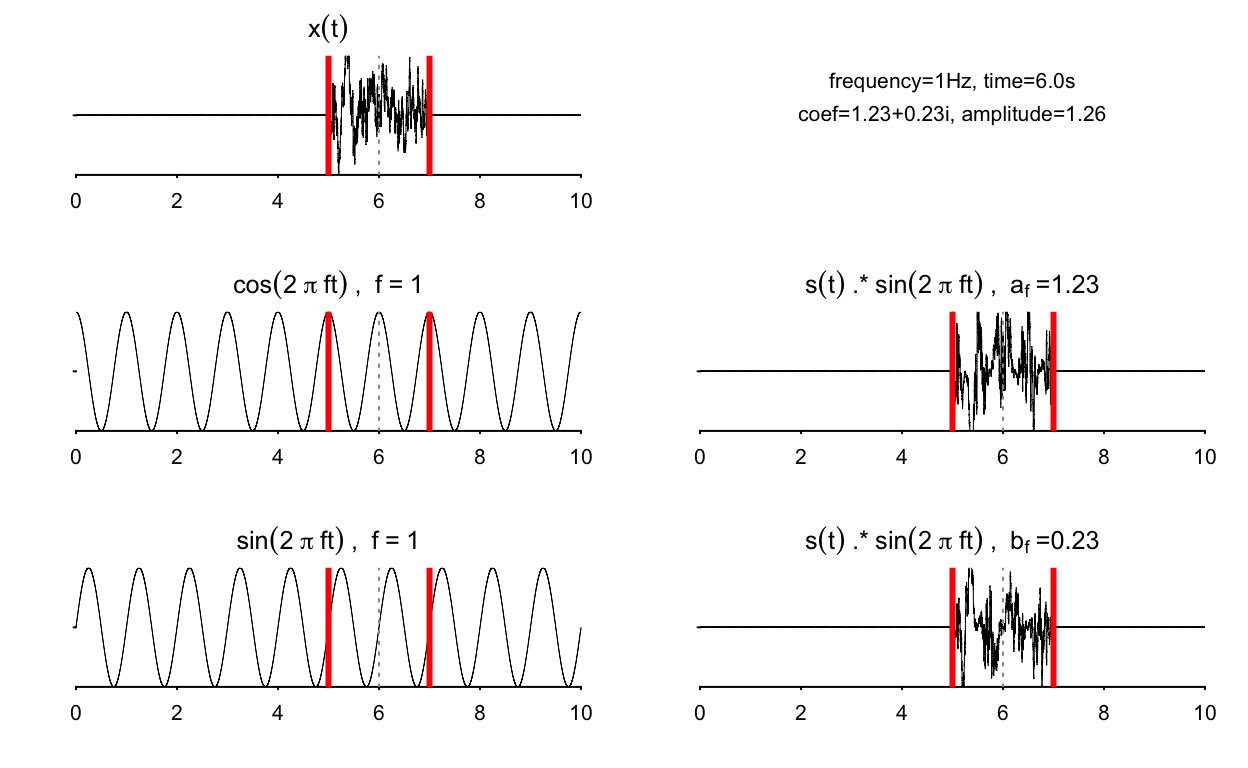 x(t)
0 2 4 6 8 10
frequency=1Hz, time=6.0s
coef=1.23+0.23i, amplitude=1.26
cos(2 π ft) , f = 1
0 2 4 6 8 10
s(t) .* sin(2 π ft) , af =1.23
0 2 4 6 8 10
sin(2 π ft) , f = 1
0 2 4 6 8 10
s(t) .* sin(2 π ft) , bf =0.23
0 2 4 6 8 10